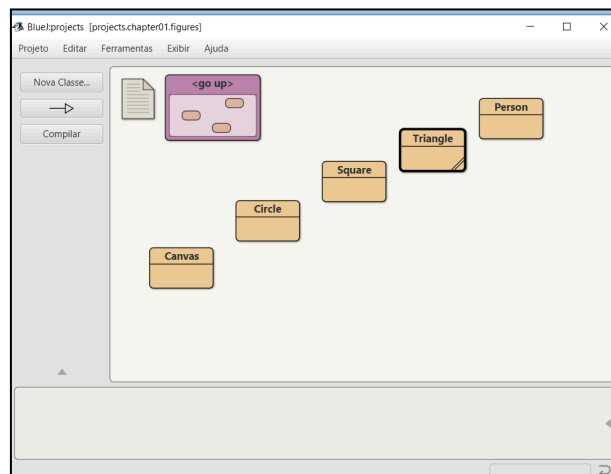 BlueJ:projects [projects.chapter01.figures]
Projeto Editar Ferramentas Exibir Ajuda
Nova Classe...
Compilar
<go up>
Person
Triangle
Square
Circle
Canvas